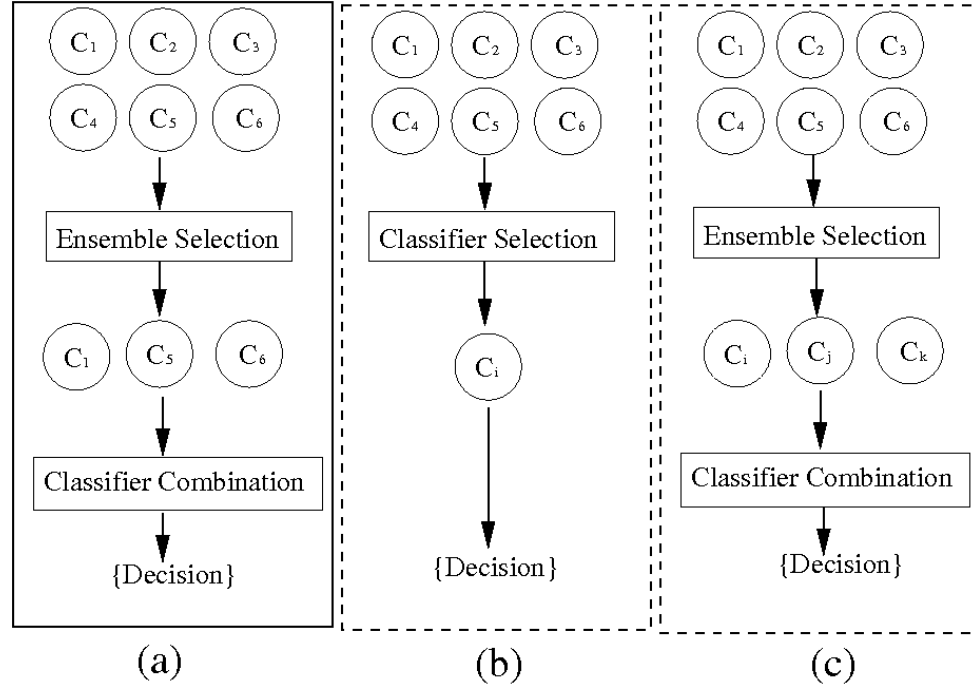 C₁ C₂ C₃
C₄ C₅ C₆
Ensemble Selection
C₁ C₅ C₆
Classifier Combination
{Decision}
(a)
C₁ C₂ C₃
C₄ C₅ C₆
Classifier Selection
Cᵢ
{Decision}
(b)
C₁ C₂ C₃
C₄ C₅ C₆
Ensemble Selection
Cᵢ Cⱼ Cₖ
Classifier Combination
{Decision}
(c)